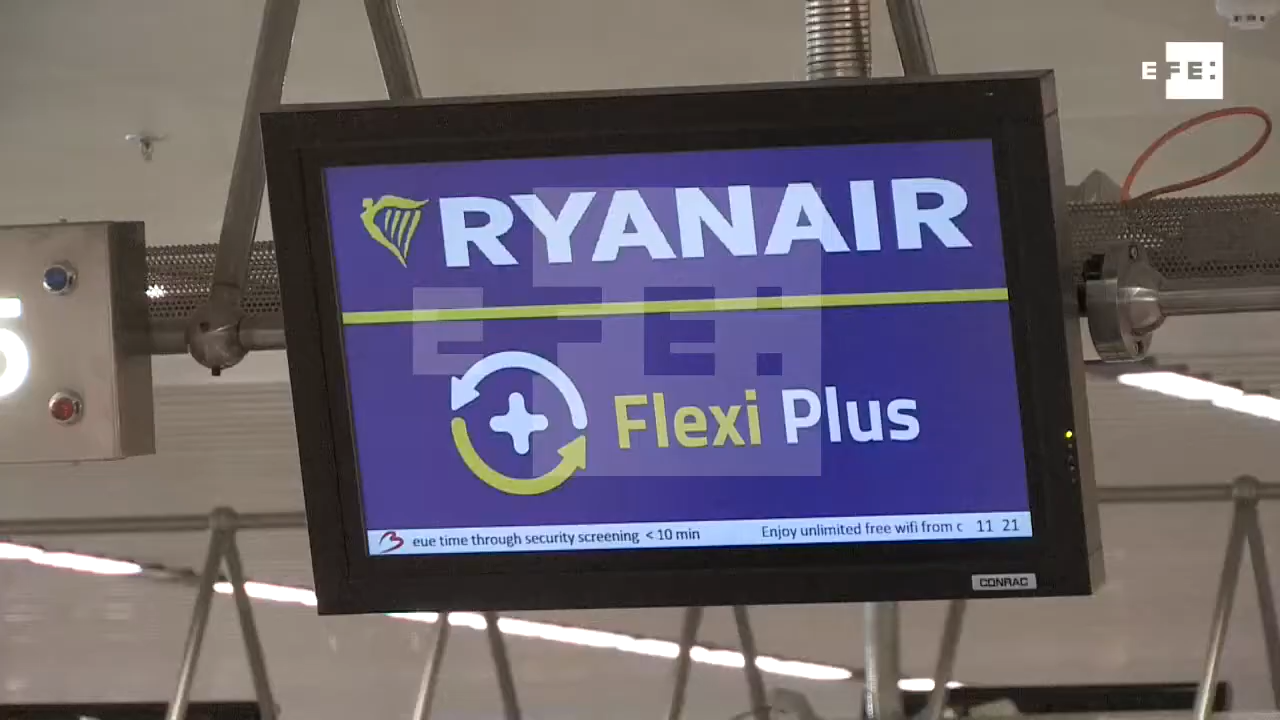 EFE:
RYANAIR
EFE:
Flexi Plus
eue time through security screening < 10 min Enjoy unlimited free wifi from c 11 21
CONRAC